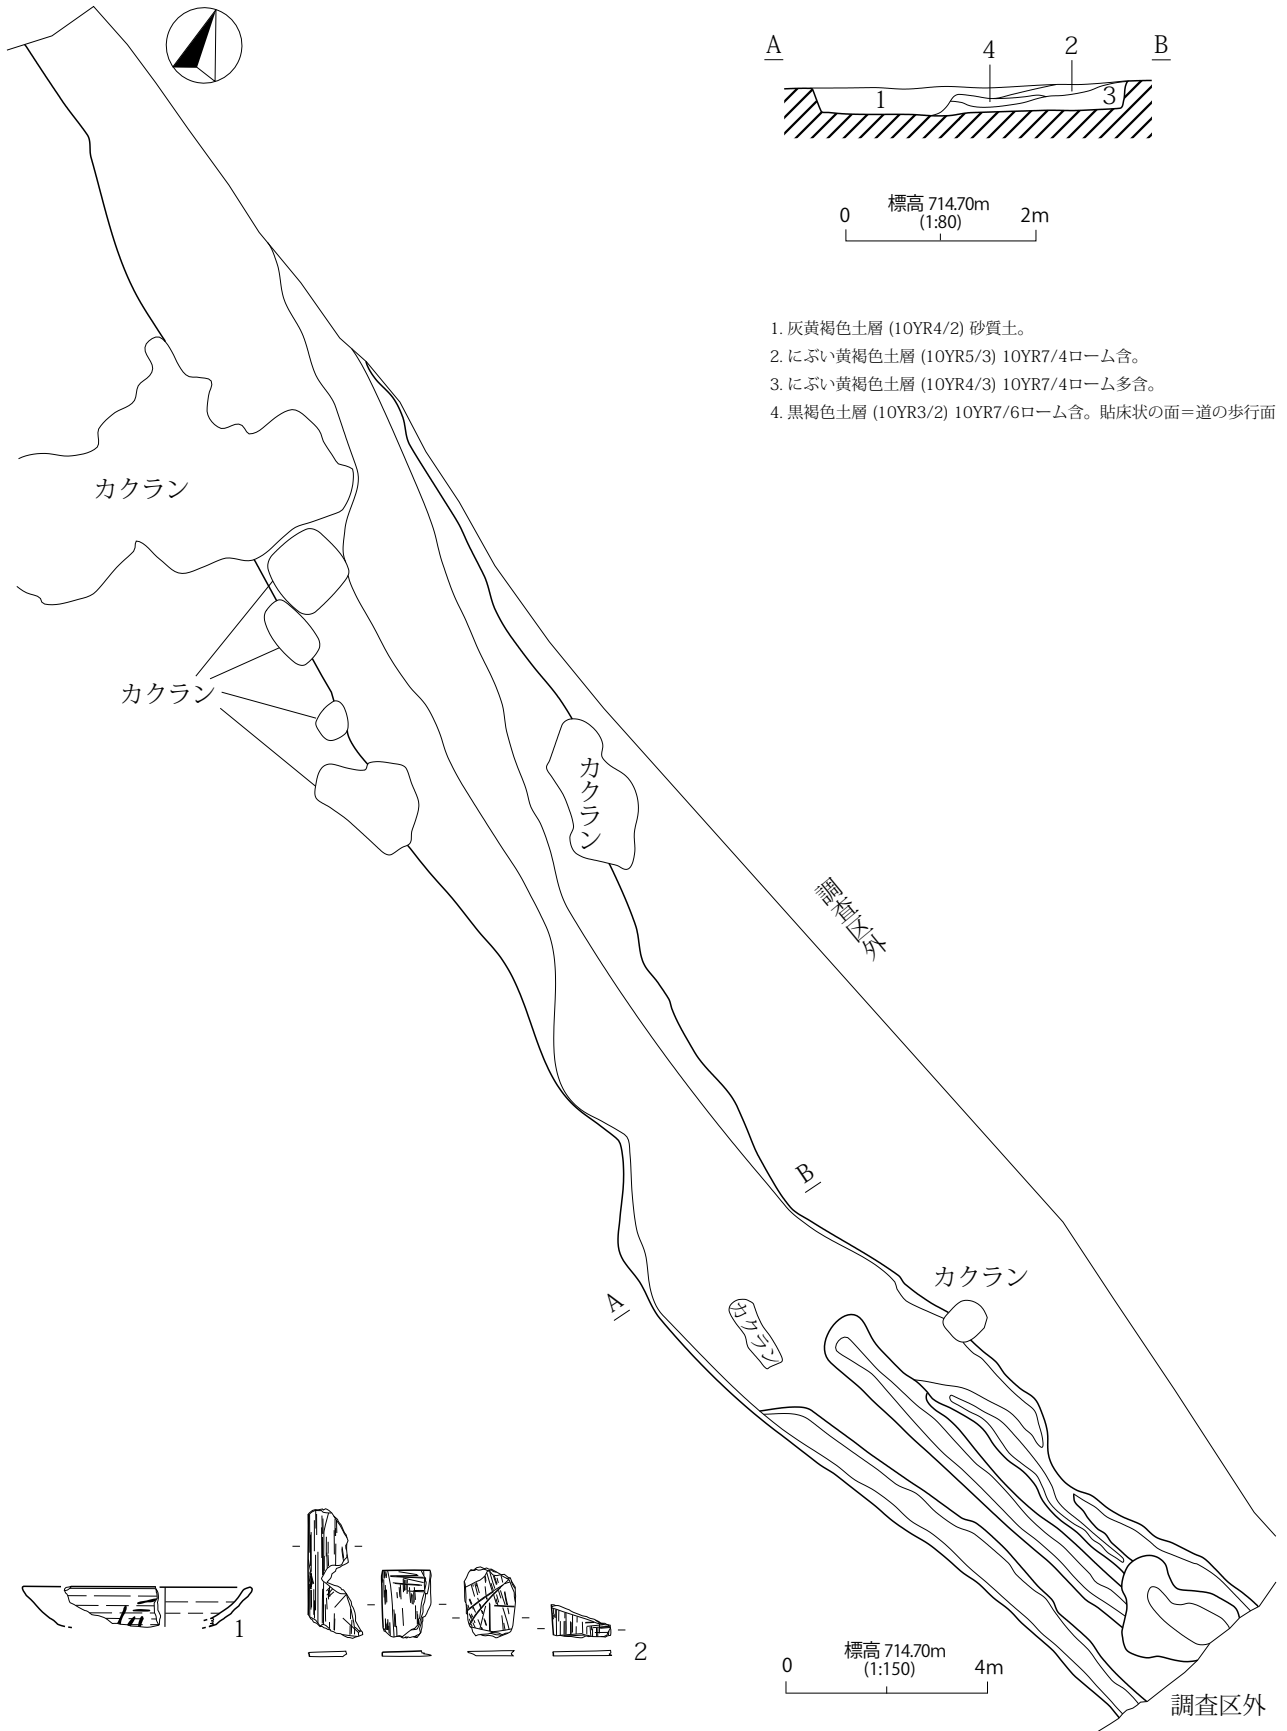 A
4
2
B
1
3
標高 714.70m
(1:80)
0
2m
1. 灰黄褐色土層 (10YR4/2) 砂質土。
2. にぶい黄褐色土層 (10YR5/3) 10YR7/4ローム含。
3. にぶい黄褐色土層 (10YR4/3) 10YR7/4ローム多含。
4. 黒褐色土層 (10YR3/2) 10YR7/6ローム含。貼床状の面＝道の歩行面
カクラン
カクラン
カクラン
調査区外
B
カクラン
A
カクラン
1
2
標高 714.70m
(1:150)
0
4m
調査区外